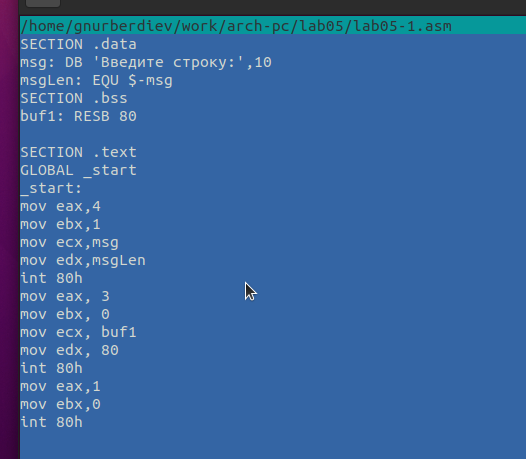 /home/gnurberdiev/work/arch-pc/lab05/lab05-1.asm
SECTION .data
msg: DB 'Введите строку:',10
msgLen: EQU $-msg
SECTION .bss
buf1: RESB 80
SECTION .text
GLOBAL _start
_start:
mov eax,4
mov ebx,1
mov ecx,msg
mov edx,msgLen
int 80h
mov eax, 3
mov ebx, 0
mov ecx, buf1
mov edx, 80
int 80h
mov eax,1
mov ebx,0
int 80h